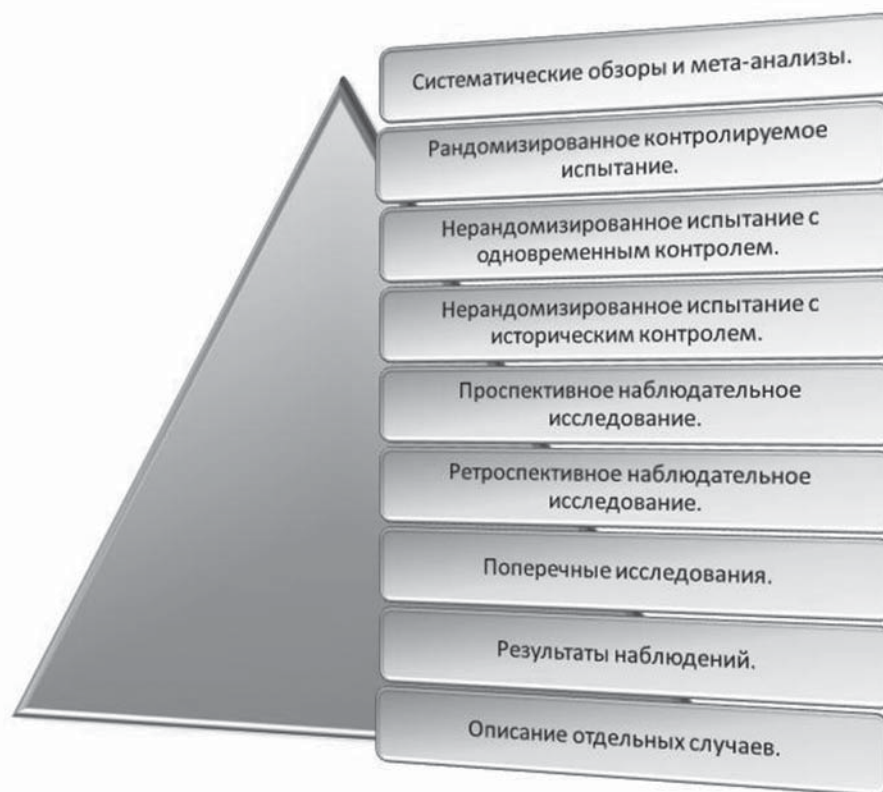 Систематические обзоры и мета-анализы.
Рандомизированное контролируемое
испытание.
Нерандомизированное испытание с
одновременным контролем.
Нерандомизированное испытание с
историческим контролем.
Проспективное наблюдательное
исследование.
Ретроспективное наблюдательное
исследование.
Поперечные исследования.
Результаты наблюдений.
Описание отдельных случаев.